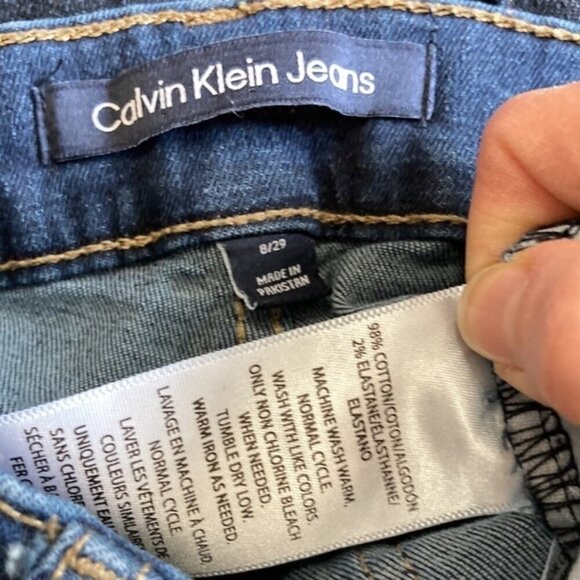 Calvin Klein Jeans
8/29
MADE IN
PAKISTAN
98% COTTON/COTON/ALGODON
2% ELASTANE/ELASTHANNE/
ELASTANO
MACHINE WASH WARM,
NORMAL CYCLE.
WASH WITH LIKE COLORS.
ONLY NON CHLORINE BLEACH
WHEN NEEDED.
TUMBLE DRY LOW.
WARM IRON AS NEEDED.
LAVAGE EN MACHINE À CHAUD,
NORMAL CYCLE.
LAVER LES VÊTEMENTS DE
COULEURS SIMILAIR
UNIQUEMENT EAU
SANS CHLOR
SÉCHER À B
FER C